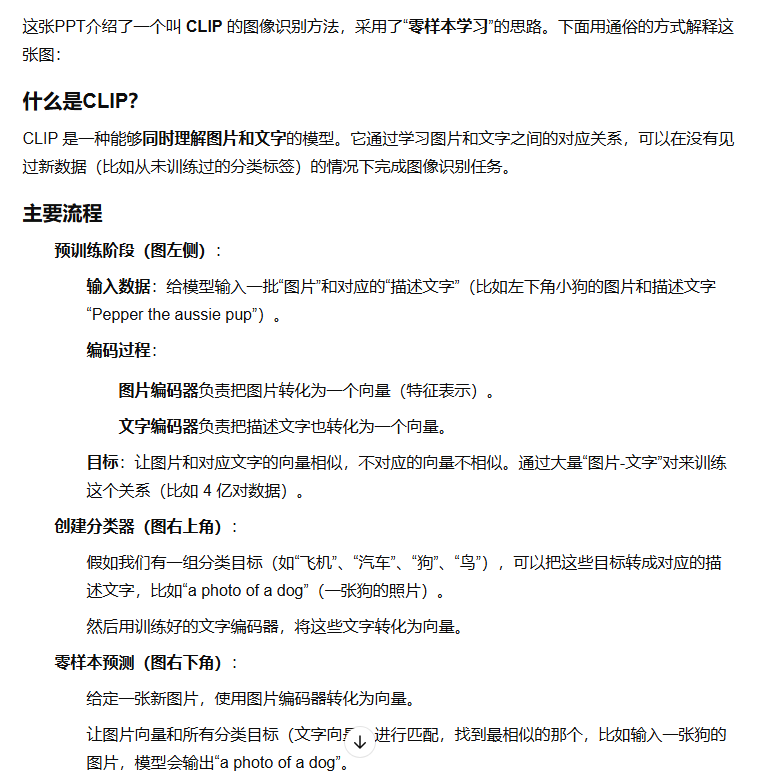 这张PPT介绍了一个叫 CLIP 的图像识别方法，采用了“零样本学习”的思路。下面用通俗的方式解释这
张图：
什么是CLIP？
CLIP 是一种能够同时理解图片和文字的模型。它通过学习图片和文字之间的对应关系，可以在没有见
过新数据（比如从未训练过的分类标签）的情况下完成图像识别任务。
主要流程
预训练阶段（图左侧）：
输入数据：给模型输入一批“图片”和对应的“描述文字”（比如左下角小狗的图片和描述文字
“Pepper the aussie pup”）。
编码过程：
图片编码器负责把图片转化为一个向量（特征表示）。
文字编码器负责把描述文字也转化为一个向量。
目标：让图片和对应文字的向量相似，不对应的向量不相似。通过大量“图片-文字”对来训练
这个关系（比如 4 亿对数据）。
创建分类器（图右上角）：
假如我们有一组分类目标（如“飞机”、“汽车”、“狗”、“鸟”），可以把这些目标转成对应的描
述文字，比如“a photo of a dog”（一张狗的照片）。
然后用训练好的文字编码器，将这些文字转化为向量。
零样本预测（图右下角）：
给定一张新图片，使用图片编码器转化为向量。
让图片向量和所有分类目标（文字向 进行匹配，找到最相似的那个，比如输入一张狗的
图片，模型会输出“a photo of a dog”。